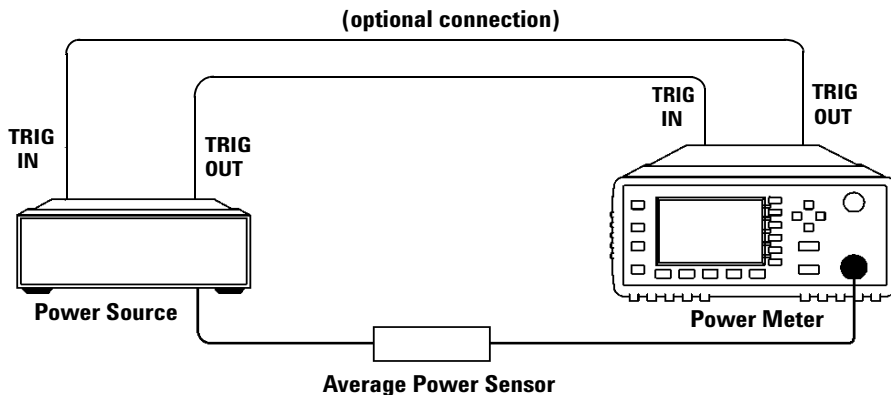 (optional connection)
TRIG
IN
TRIG
OUT
TRIG
IN
TRIG
OUT
Power Source
Power Meter
Average Power Sensor